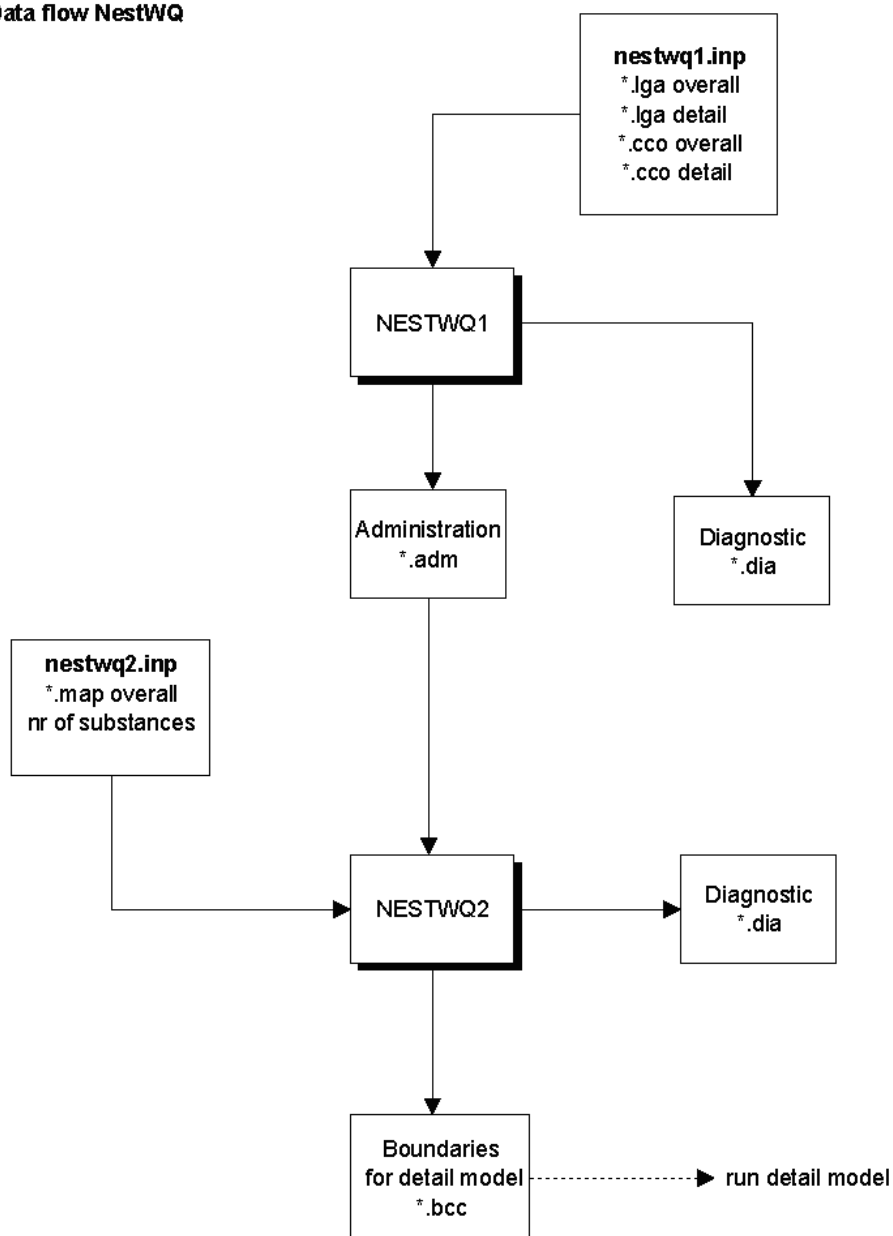 Data flow NestWQ
nestwq1.inp
*.lga overall
*.lga detail
*.cco overall
*.cco detail
NESTWQ1
Administration
*.adm
Diagnostic
*.dia
nestwq2.inp
*.map overall
nr of substances
NESTWQ2
Diagnostic
*.dia
Boundaries
for detail model
*.bcc
run detail model